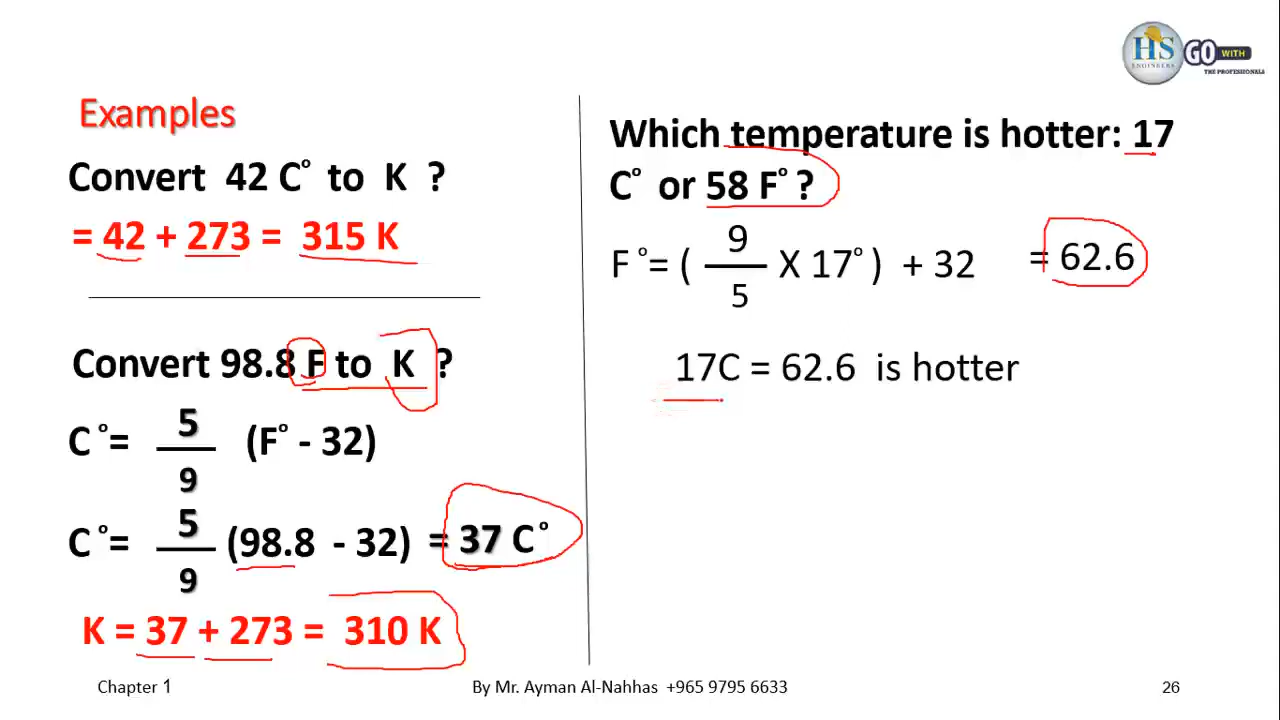 HS
ENGINEERS
GO WITH
THE PROFESSIONALS
Examples
Convert 42 C° to K ?
= 42 + 273 = 315 K
Convert 98.8 F to K ?
C °= 5/9 (F° - 32)
C °= 5/9 (98.8 - 32) = 37 C°
K = 37 + 273 = 310 K
Which temperature is hotter: 17
C° or 58 F° ?
F °= ( 9/5 X 17° ) + 32 = 62.6
17C = 62.6 is hotter
Chapter 1
By Mr. Ayman Al-Nahhas +965 9795 6633
26